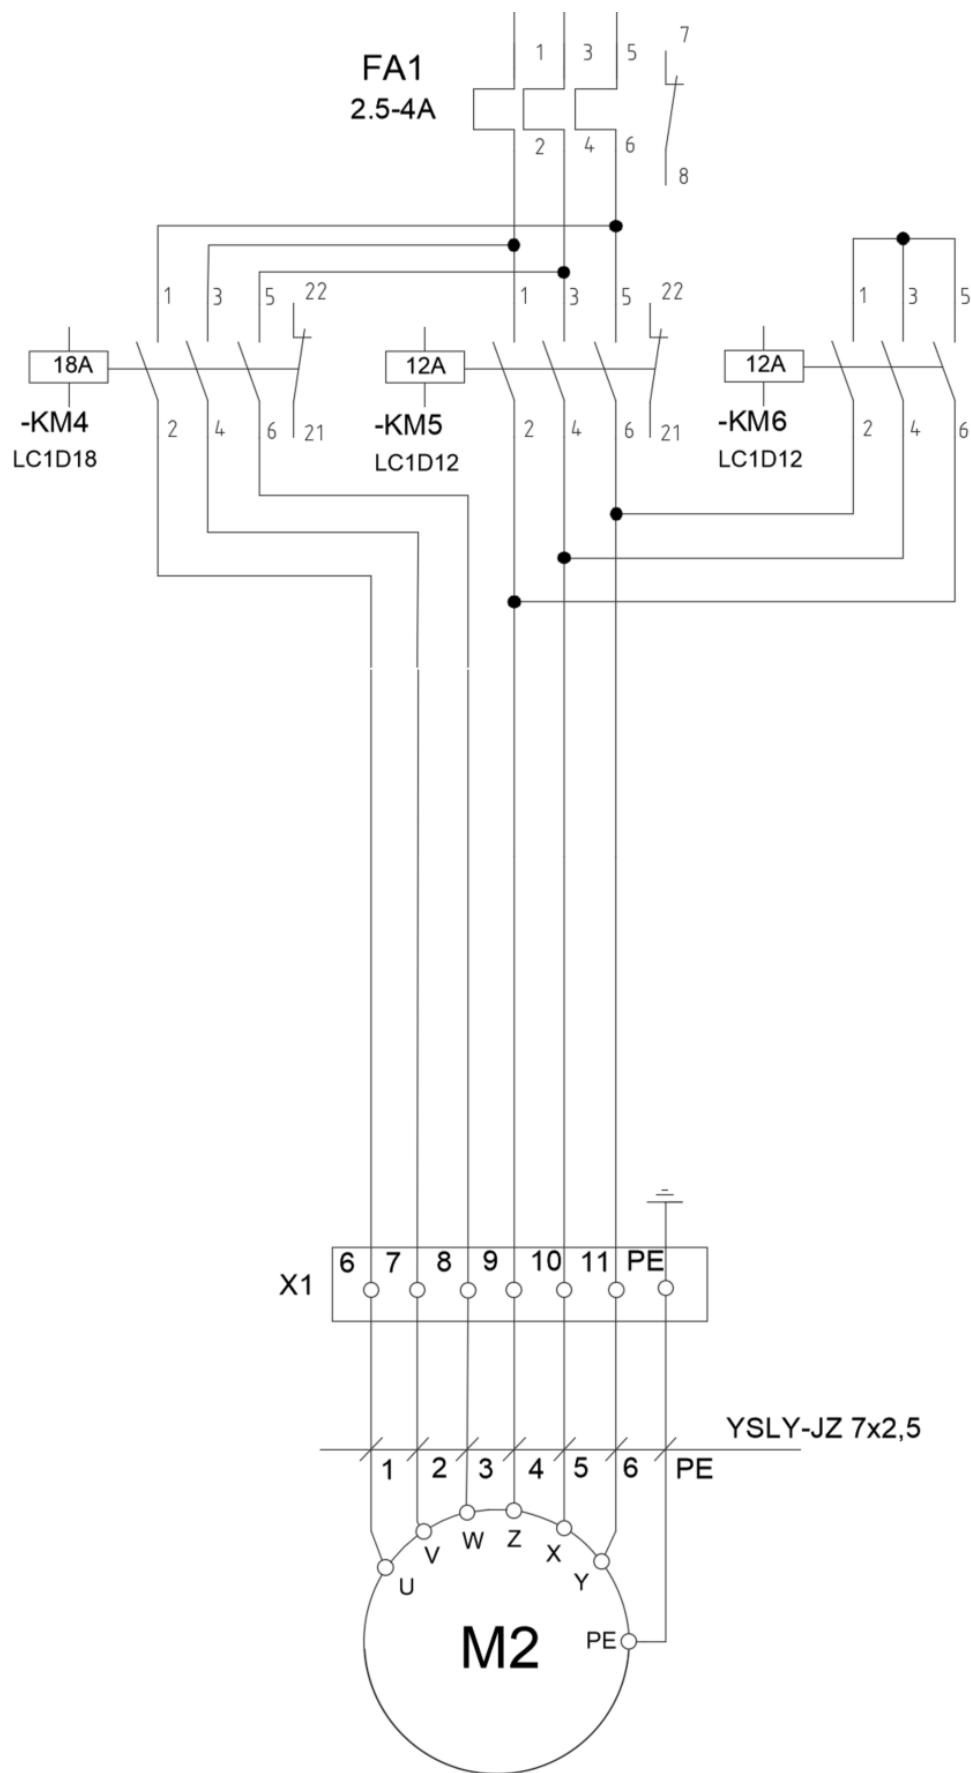 1 3 5 7
FA1
2.5-4A
2 4 6
8
1 3 5 22 1 3 5 22 1 3 5
18A 12A 12A
-KM4 2 4 6 21 -KM5 2 4 6 21 -KM6 2 4 6
LC1D18 LC1D12 LC1D12
6 7 8 9 10 11 PE
X1
YSLY-JZ 7x2,5
1 2 3 4 5 6 PE
U V W Z X Y
M2 PE